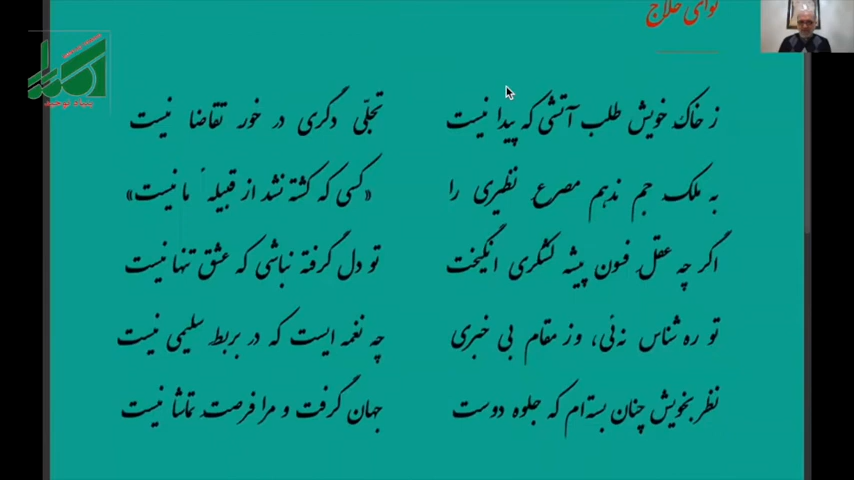 نوای حلاج
ز خاک خویش طلب آتشی که پیدا نیست تجلّی دگری در خور تقاضا نیست
به ملک جم ندهم مصرع نظیری را «کسی که کشته نشد از قبیلهٔ ما نیست»
اگر چه عقل فسون پیشه لشکری انگیخت تو دل گرفته نباشی که عشق تنها نیست
تو ره شناس نه‌ئی، وز مقام بی خبری چه نغمه ایست که در بربط سلیمی نیست
نظر بخویش چنان بسته‌ام که جلوه دوست جهان گرفت و مرا فرصت تماشا نیست
بنیاد توحید